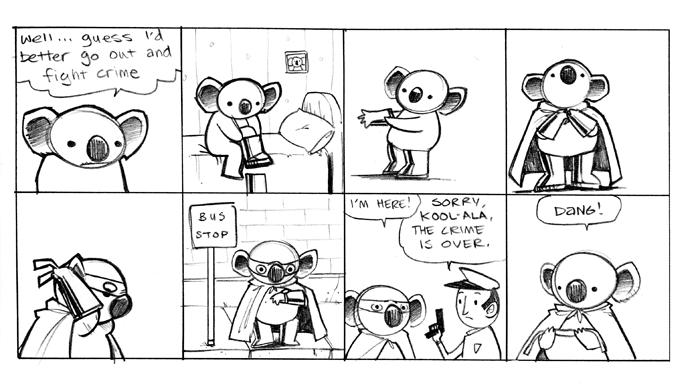 Well... guess I'd
better go out and
fight crime
BUS
STOP
I'M HERE!
SORRY,
KOOL-ALA,
THE CRIME
IS OVER.
DANG!